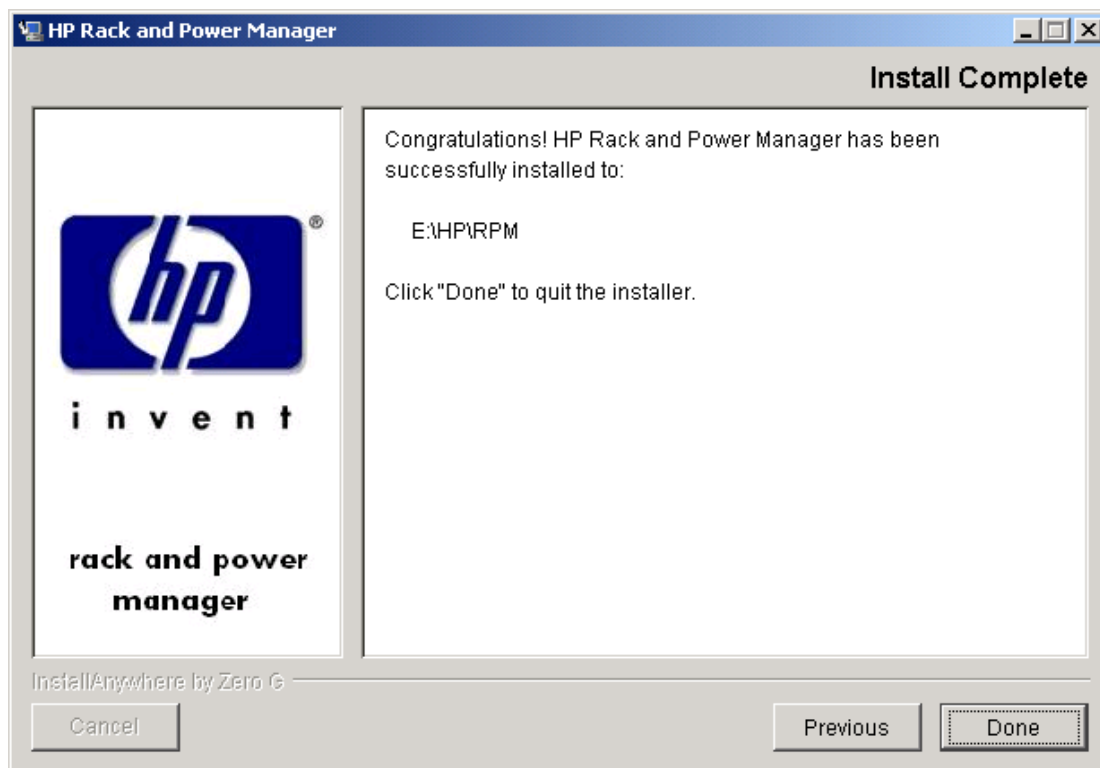 HP Rack and Power Manager
Install Complete
hp
®
i n v e n t
rack and power
manager
Congratulations! HP Rack and Power Manager has been
successfully installed to:
E:\HP\RPM
Click "Done" to quit the installer.
InstallAnywhere by Zero G
Cancel
Previous
Done